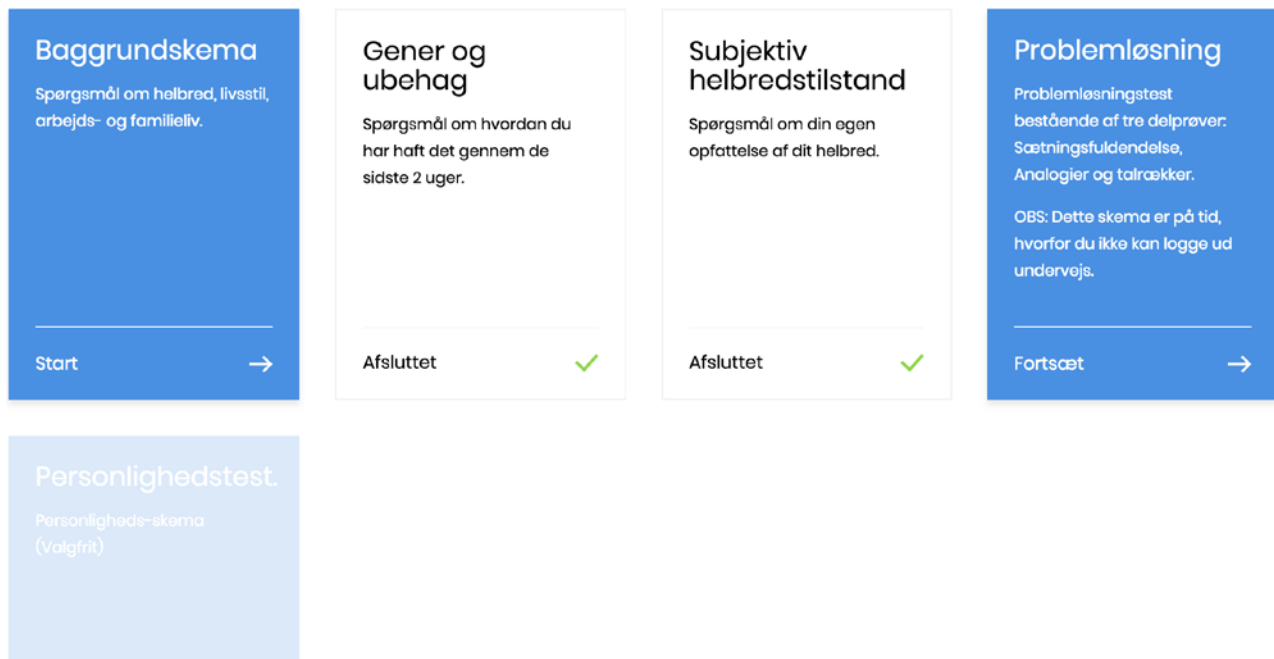 Baggrundskema
Spørgsmål om helbred, livsstil,
arbejds- og familieliv.
Start
Gener og
ubehag
Spørgsmål om hvordan du
har haft det gennem de
sidste 2 uger.
Afsluttet
Subjektiv
helbredstilstand
Spørgsmål om din egen
opfattelse af dit helbred.
Afsluttet
Problemløsning
Problemløsningstest
bestående af tre delprøver:
Sætningsfuldendelse,
Analogier og talrækker.
OBS: Dette skema er på tid,
hvorfor du ikke kan logge ud
undervejs.
Fortsæt
Personlighedstest.
Personligheds-skema
(Valgfrit)